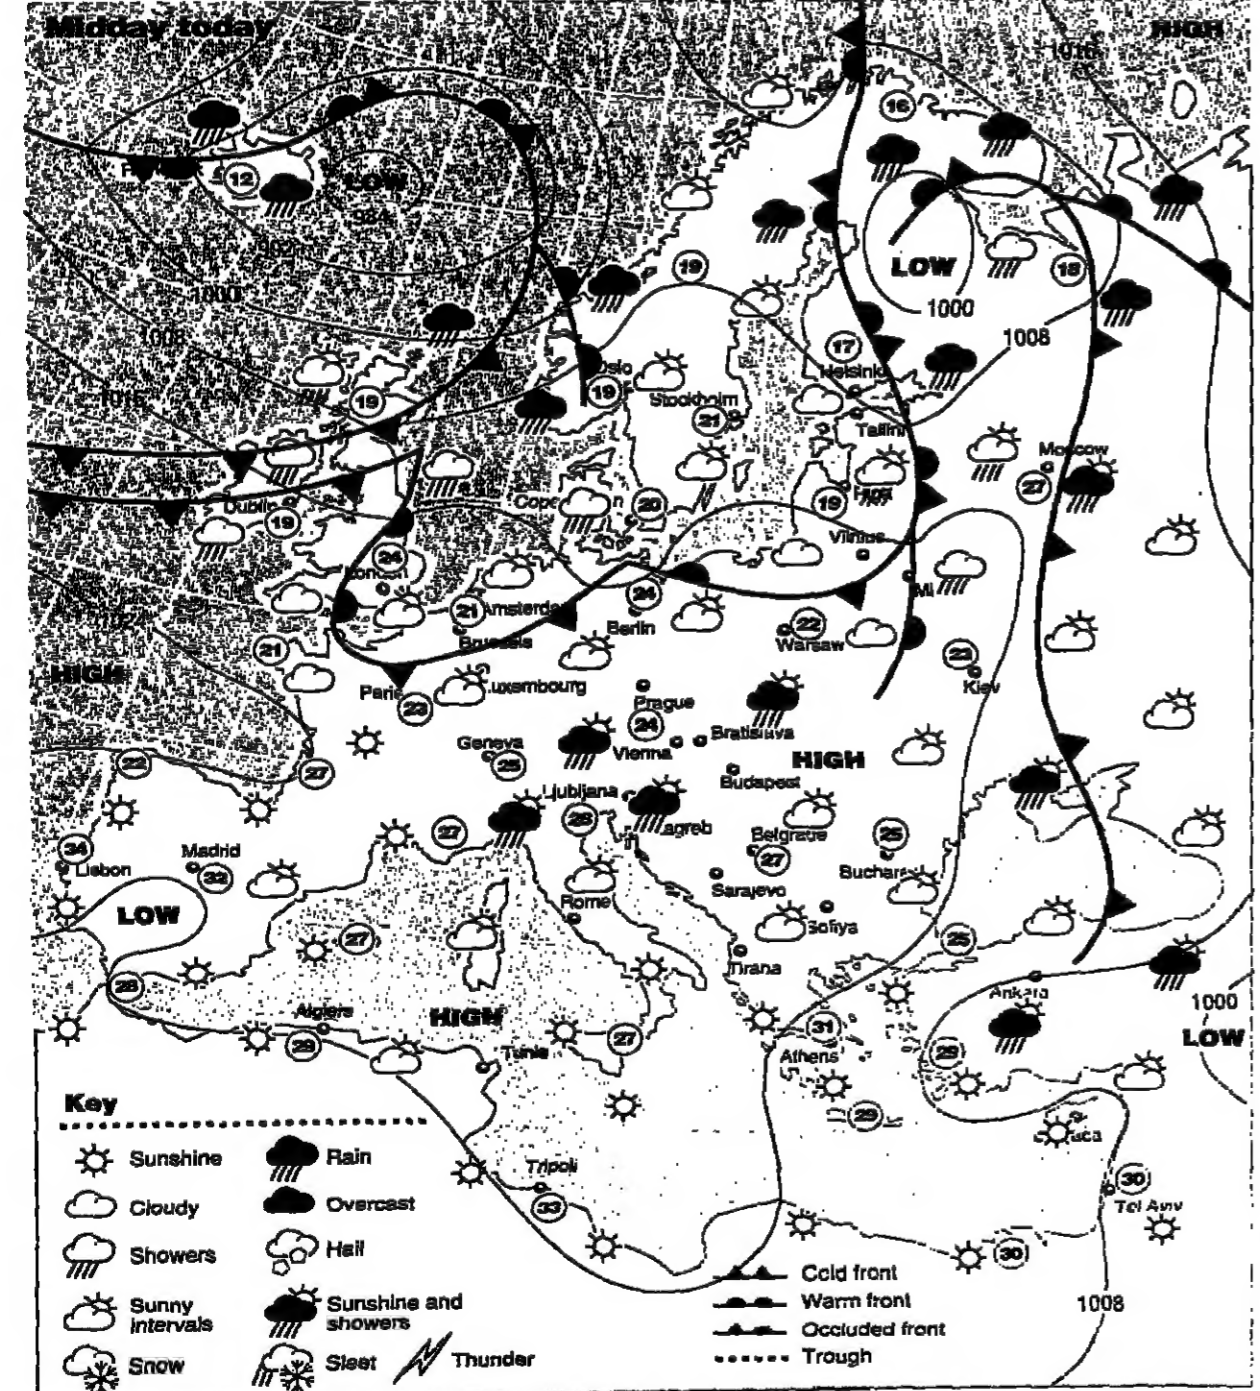 Midday today
HIGH
1016
16
12
LOW
984
992
1000
1008
1016
19
LOW
18
1000
1008
17
Helsinki
Oslo
19
Stockholm
21
Tallinn
19
Moscow
27
Dublin
19
20
19
Riga
Vilnius
24
London
1024
21
Amsterdam
Brussels
24
Berlin
22
Warsaw
21
HIGH
23
Kiev
Paris
23
Luxembourg
Prague
24
Vienna
Bratislava
Geneva
25
HIGH
22
27
Budapest
Ljubljana
26
Zagreb
Belgrade
27
25
34
Lisbon
Madrid
32
27
Sarajevo
Rome
Sofiya
LOW
27
Tirana
25
28
Ankara
1000
LOW
Algiers
29
HIGH
Tunis
27
31
Athens
29
29
Key
Sunshine
Rain
Cloudy
Overcast
Showers
Hail
Sunny
intervals
Sunshine and
showers
Snow
Sleet
Thunder
Tripoli
33
30
Tel Aviv
30
Cold front
Warm front
Occluded front
Trough
1008